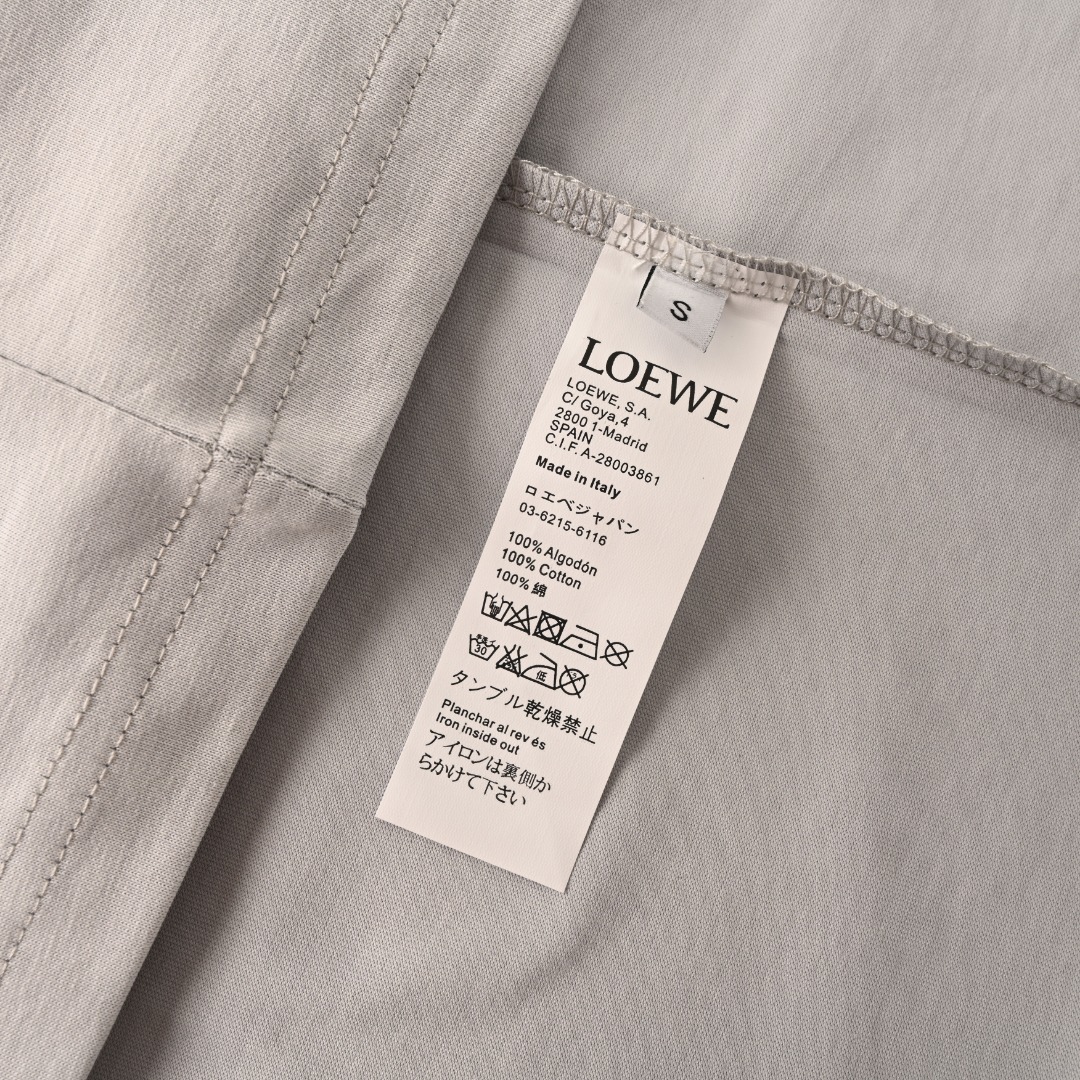 S
LOEWE
LOEWE, S.A.
C/ Goya,4
2800 1-Madrid
SPAIN
C.I.F. A-28003861
Made in Italy
ロエベジャパン
03-6215-6116
100% Algodón
100% Cotton
100% 綿
30 低
タンブル乾燥禁止
Planchar al rev és
Iron inside out
アイロンは裏側か
らかけて下さい